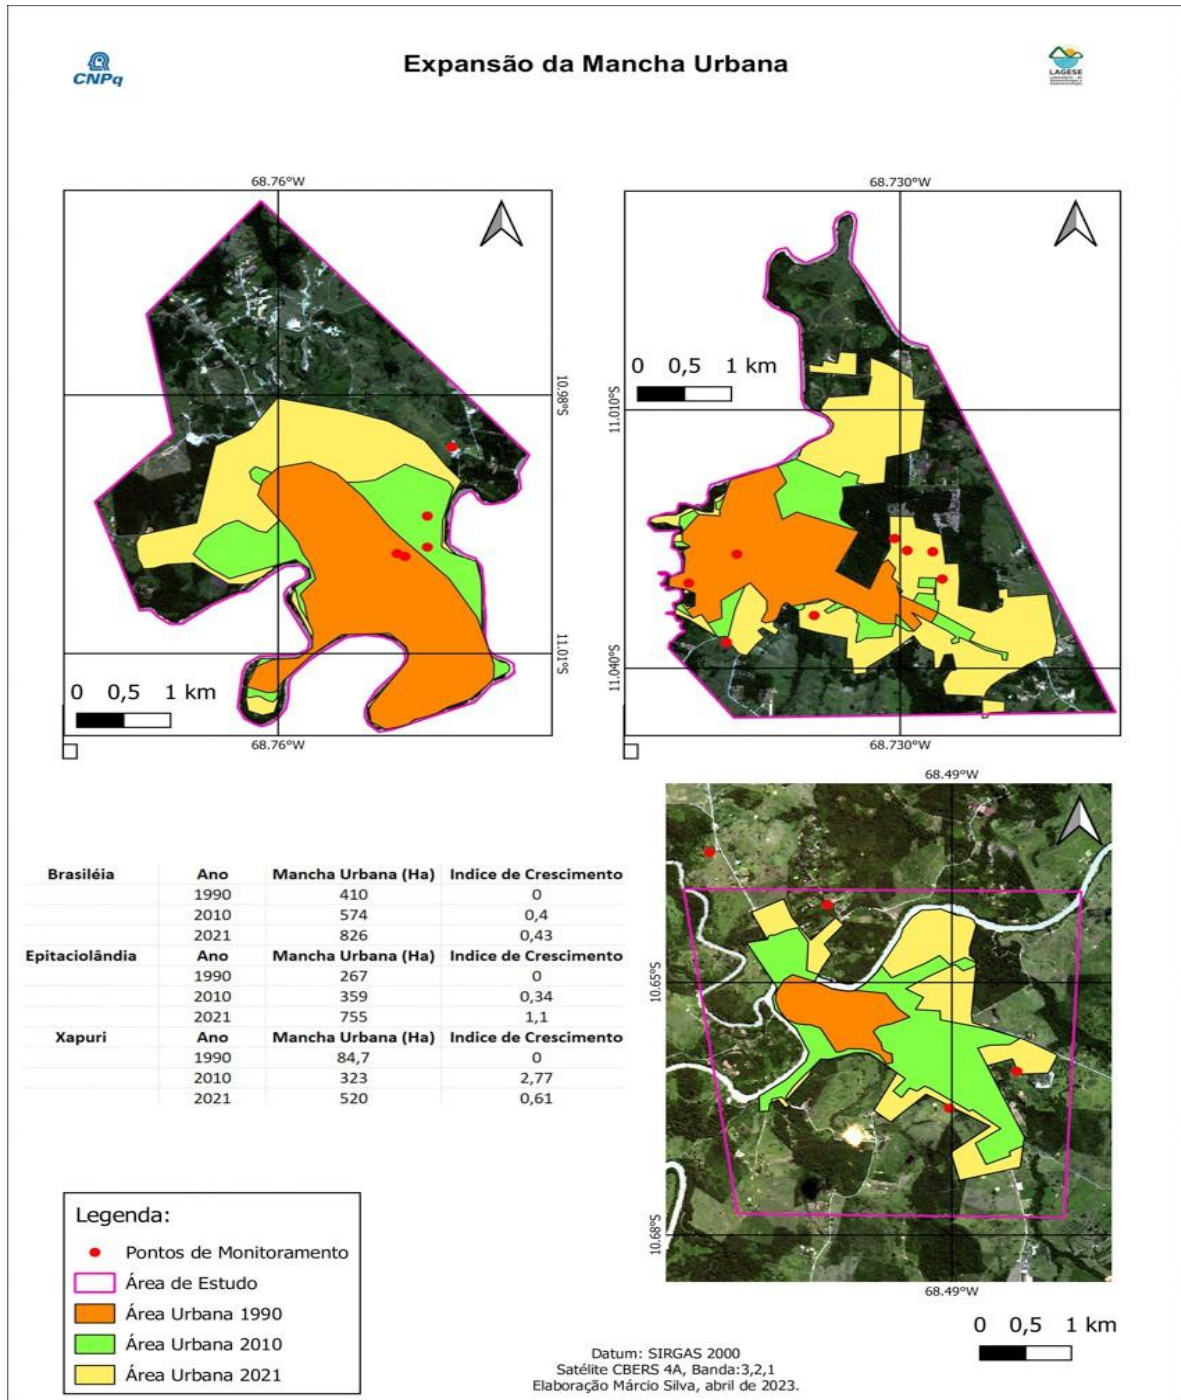 CNPq
Expansão da Mancha Urbana
LAGESE
68.76°W
10.98°S
11.01°S
0 0,5 1 km
68.76°W
68.730°W
0 0,5 1 km
11.010°S
11.040°S
68.730°W
68.49°W
10.65°S
10.68°S
68.49°W
0 0,5 1 km
Brasiléia Ano Mancha Urbana (Ha) Indice de Crescimento
1990 410 0
2010 574 0,4
2021 826 0,43
Epitaciolândia Ano Mancha Urbana (Ha) Indice de Crescimento
1990 267 0
2010 359 0,34
2021 755 1,1
Xapuri Ano Mancha Urbana (Ha) Indice de Crescimento
1990 84,7 0
2010 323 2,77
2021 520 0,61
Legenda:
Pontos de Monitoramento
Área de Estudo
Área Urbana 1990
Área Urbana 2010
Área Urbana 2021
Datum: SIRGAS 2000
Satélite CBERS 4A, Banda:3,2,1
Elaboração Márcio Silva, abril de 2023.